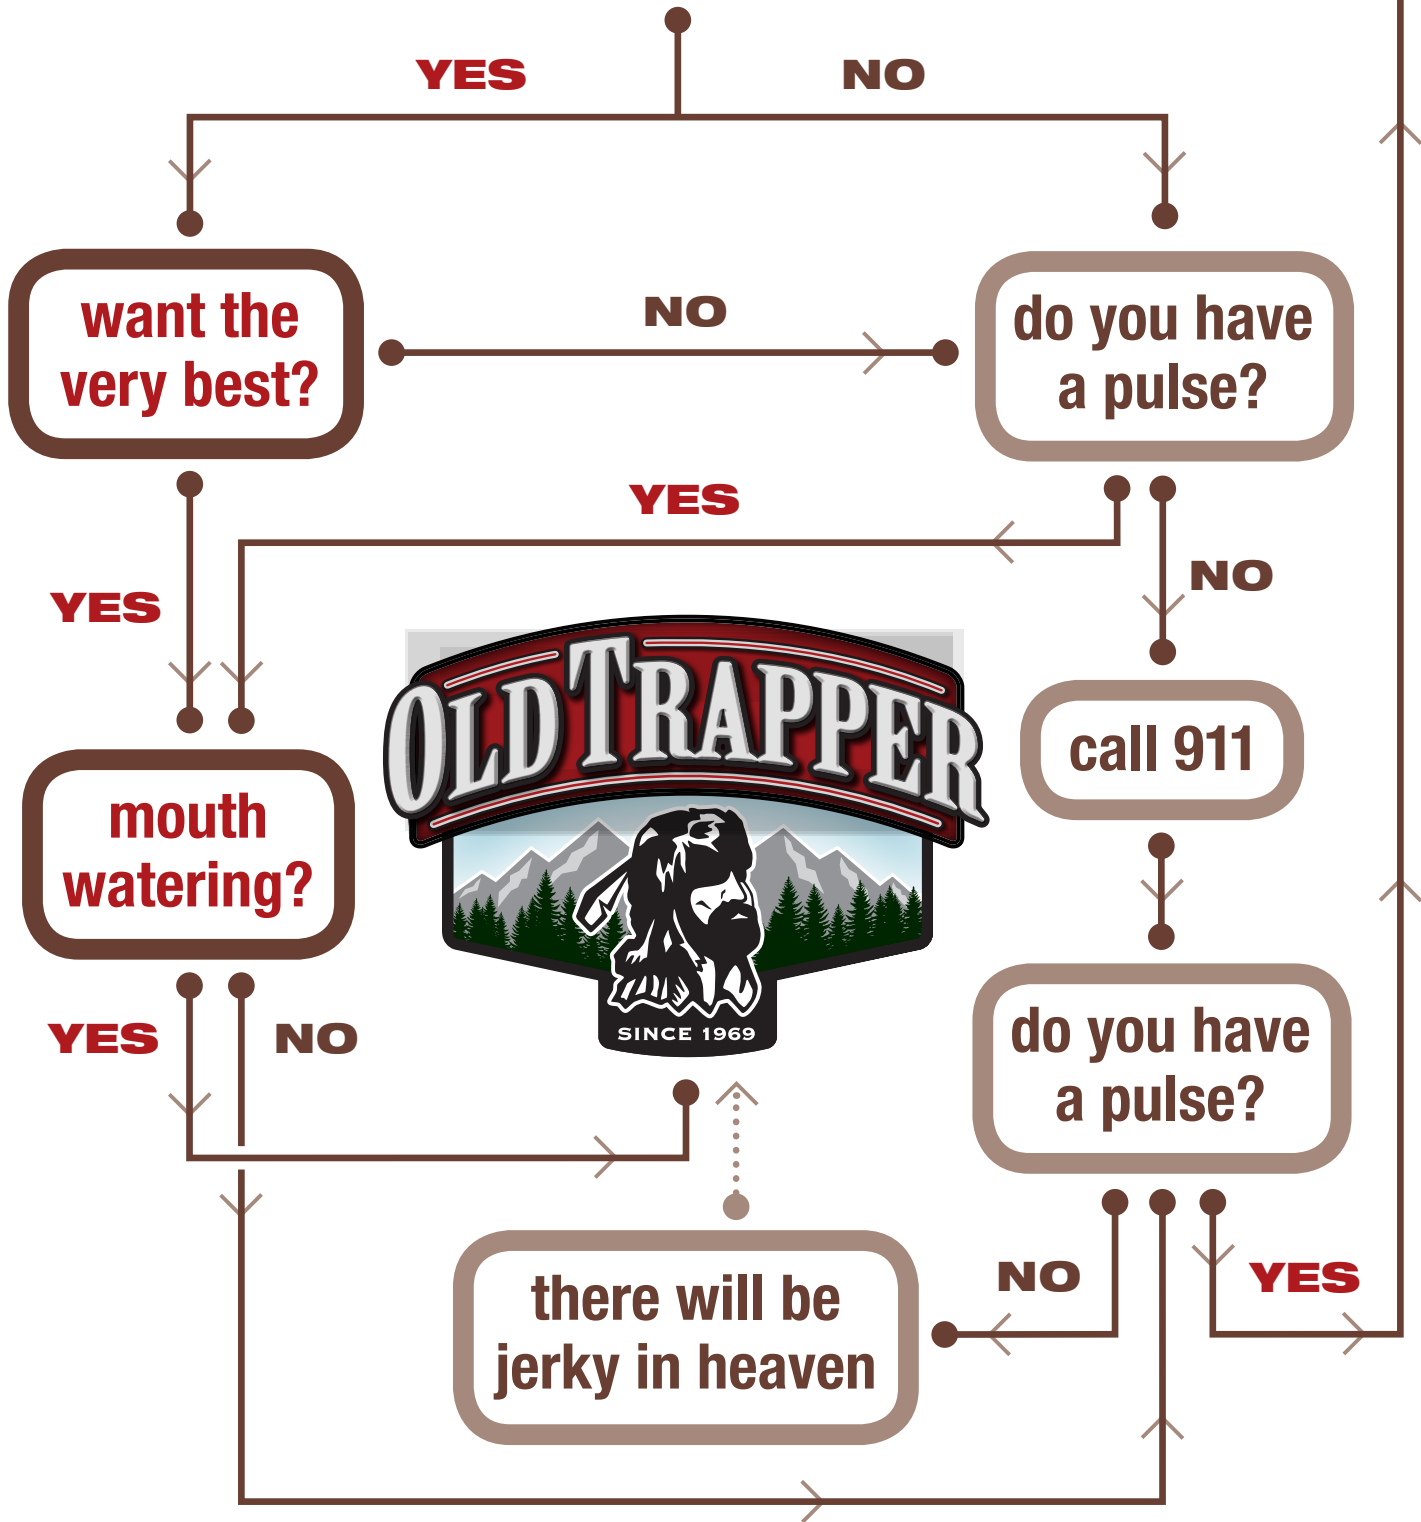 YES
NO
want the
very best?
NO
do you have
a pulse?
YES
YES
NO
OLD TRAPPER
SINCE 1969
call 911
mouth
watering?
YES
NO
do you have
a pulse?
there will be
jerky in heaven
NO
YES